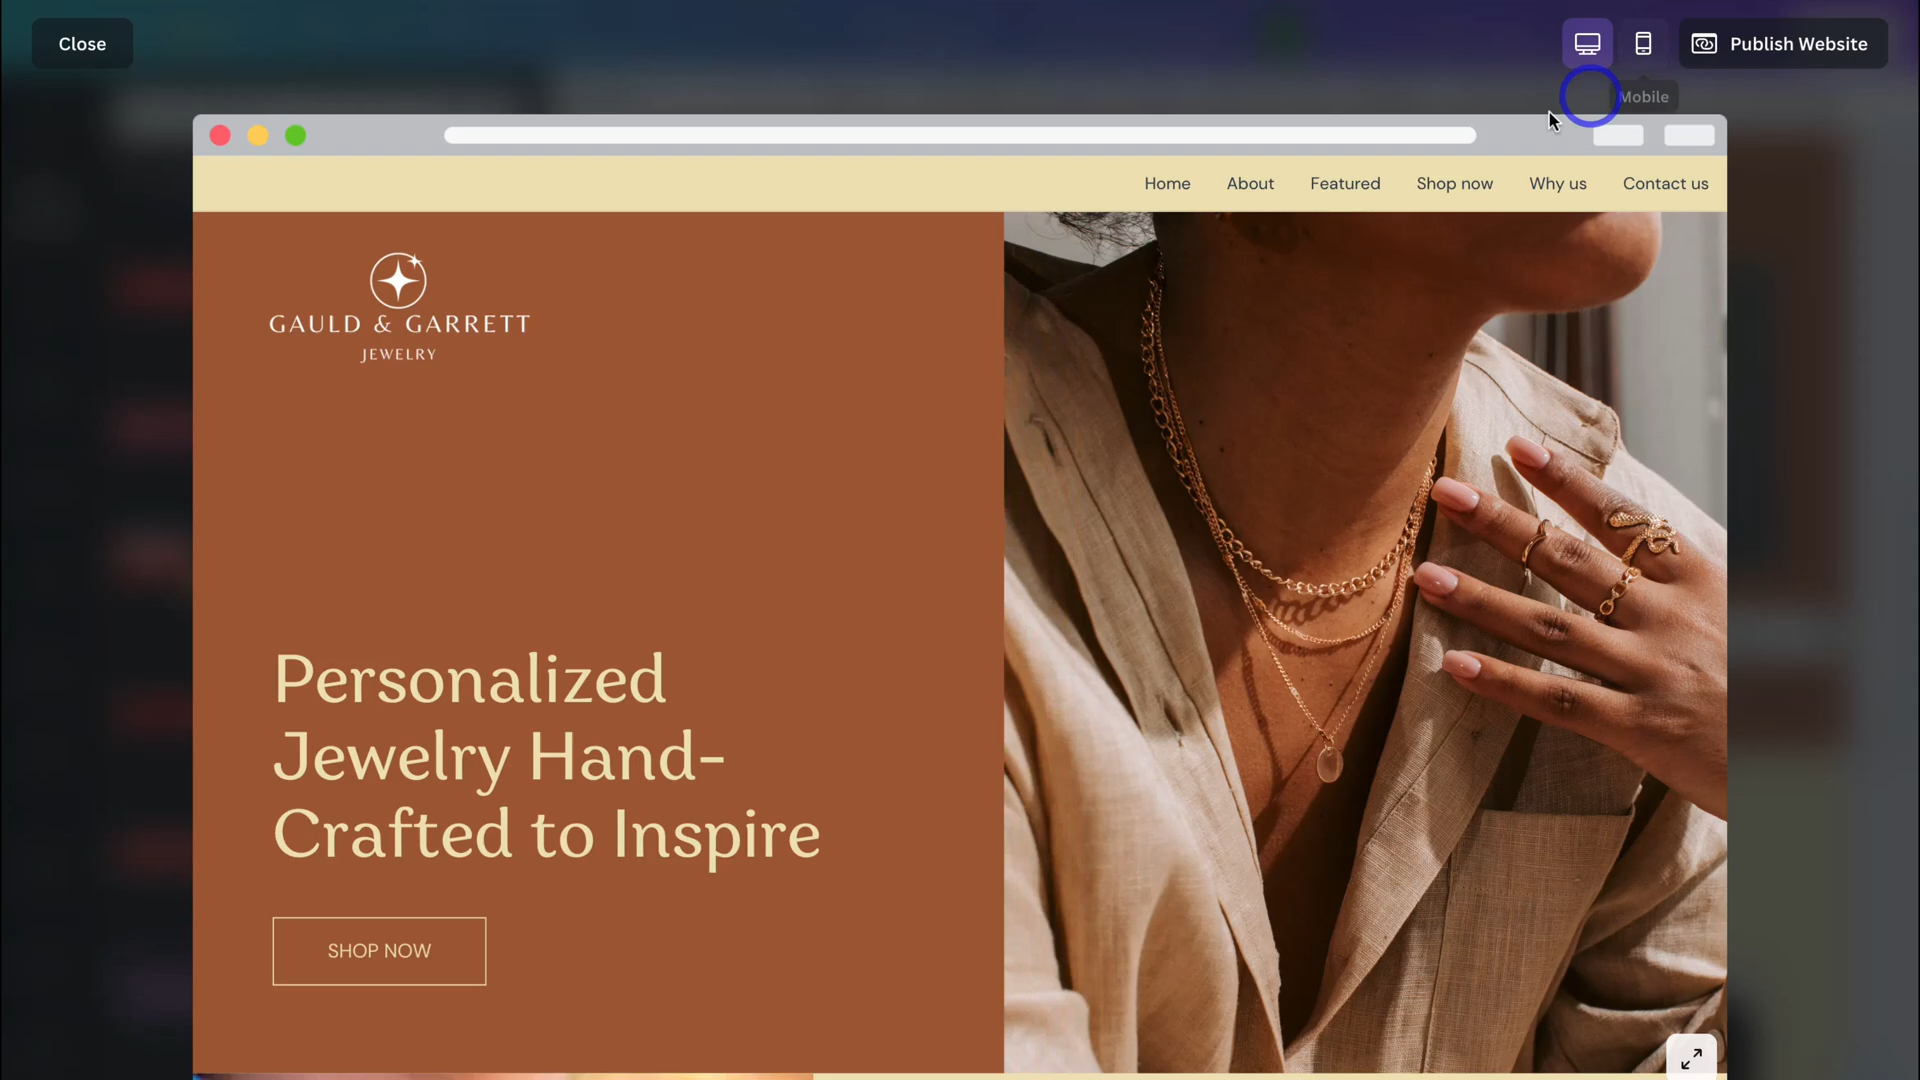 Close
Publish Website
Mobile
Home About Featured Shop now Why us Contact us
GAULD & GARRETT
JEWELRY
Personalized
Jewelry Hand-
Crafted to Inspire
SHOP NOW